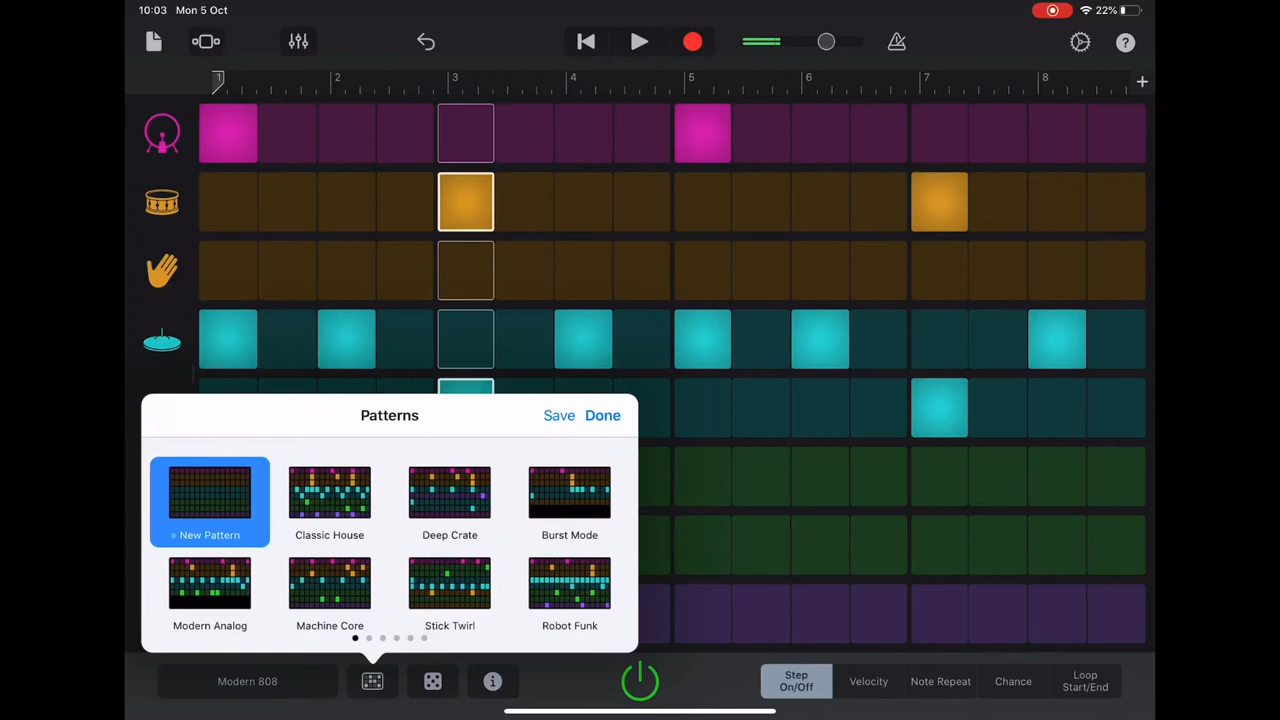 10:03 Mon 5 Oct
22%
1 2 3 4 5 6 7 8
Patterns Save Done
New Pattern Classic House Deep Crate Burst Mode
Modern Analog Machine Core Stick Twirl Robot Funk
Modern 808
Step
On/Off
Velocity
Note Repeat
Chance
Loop
Start/End